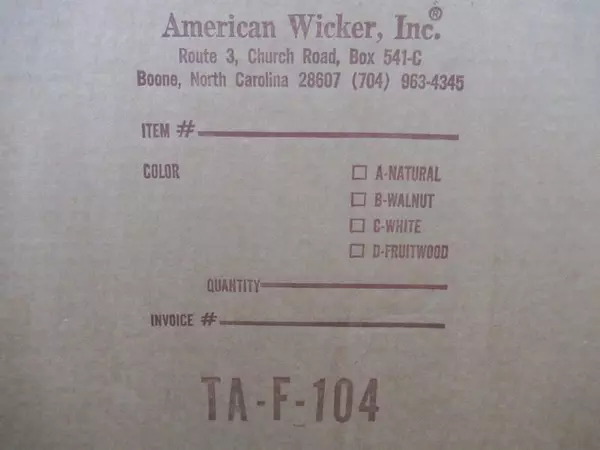 American Wicker, Inc.®
Route 3, Church Road, Box 541-C
Boone, North Carolina 28607 (704) 963-4345
ITEM #
COLOR
A-NATURAL
B-WALNUT
C-WHITE
D-FRUITWOOD
QUANTITY
INVOICE #
TA-F-104